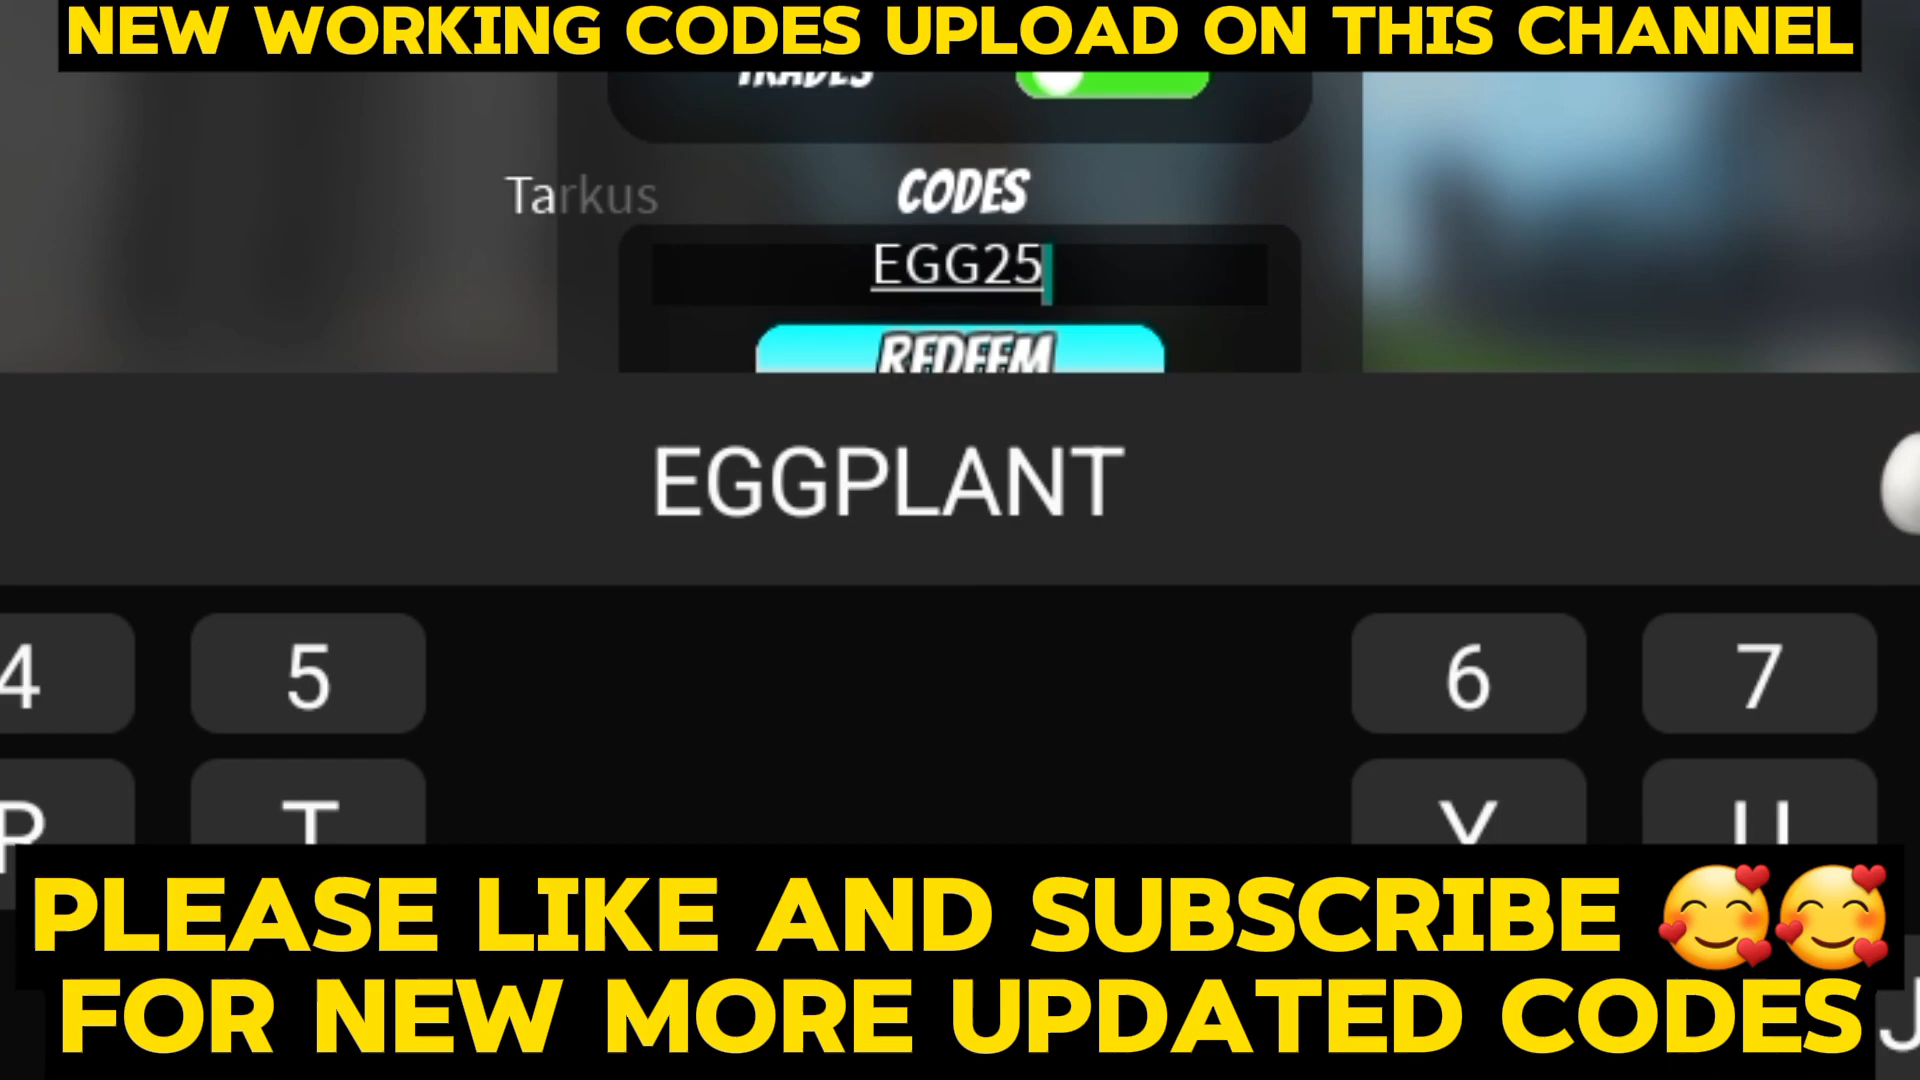 NEW WORKING CODES UPLOAD ON THIS CHANNEL
TRADES
Tarkus
CODES
EGG25
REDEEM
EGGPLANT
4 5 6 7
R T Y U
PLEASE LIKE AND SUBSCRIBE 🥰🥰
FOR NEW MORE UPDATED CODES
J